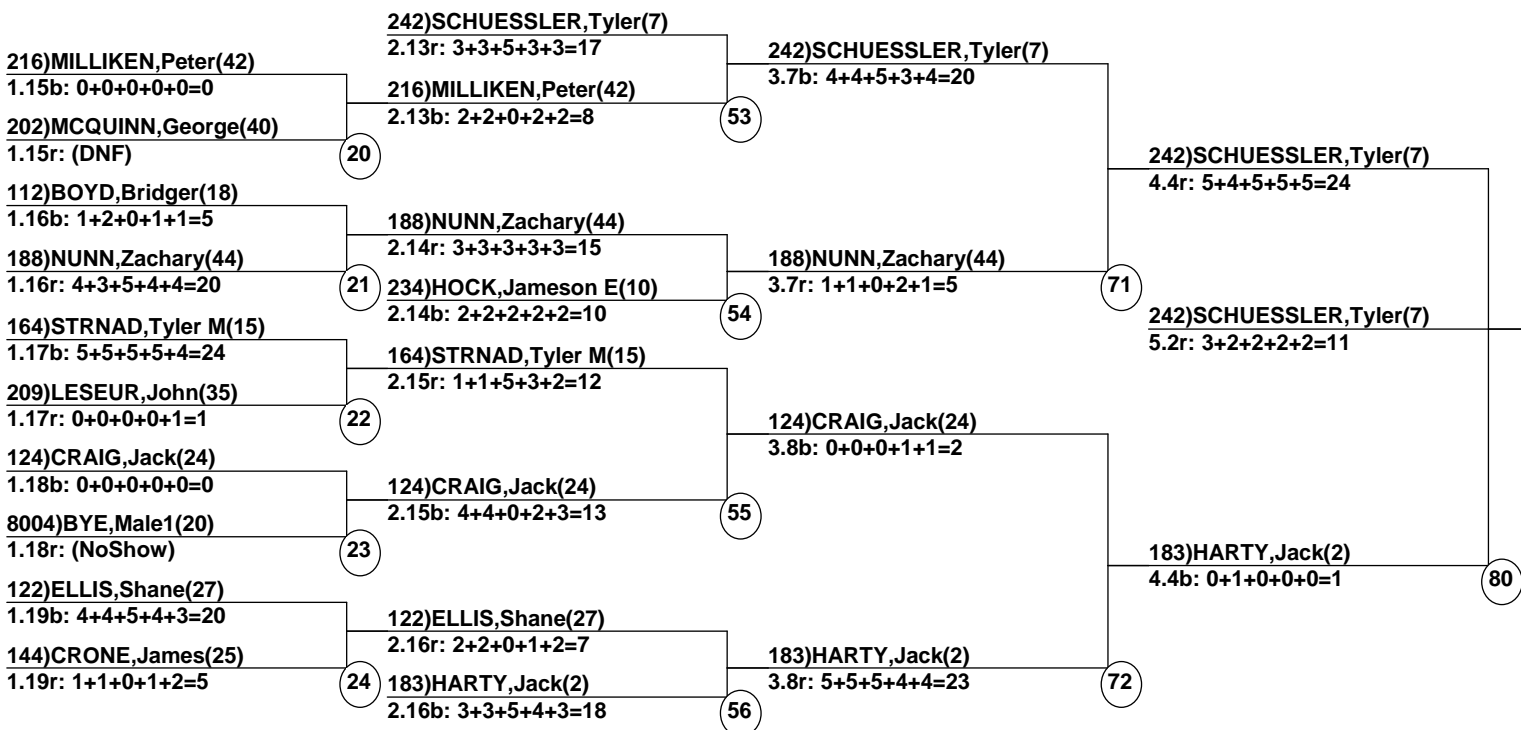 216)MILLIKEN,Peter(42)
1.15b: 0+0+0+0+0=0
202)MCQUINN,George(40)
1.15r: (DNF)
20
112)BOYD,Bridger(18)
1.16b: 1+2+0+1+1=5
188)NUNN,Zachary(44)
1.16r: 4+3+5+4+4=20
21
164)STRNAD,Tyler M(15)
1.17b: 5+5+5+5+4=24
209)LESEUR,John(35)
1.17r: 0+0+0+0+1=1
22
124)CRAIG,Jack(24)
1.18b: 0+0+0+0+0=0
8004)BYE,Male1(20)
1.18r: (NoShow)
23
122)ELLIS,Shane(27)
1.19b: 4+4+5+4+3=20
144)CRONE,James(25)
1.19r: 1+1+0+1+2=5
24
242)SCHUESSLER,Tyler(7)
2.13r: 3+3+5+3+3=17
216)MILLIKEN,Peter(42)
2.13b: 2+2+0+2+2=8
53
188)NUNN,Zachary(44)
2.14r: 3+3+3+3+3=15
234)HOCK,Jameson E(10)
2.14b: 2+2+2+2+2=10
54
164)STRNAD,Tyler M(15)
2.15r: 1+1+5+3+2=12
124)CRAIG,Jack(24)
2.15b: 4+4+0+2+3=13
55
122)ELLIS,Shane(27)
2.16r: 2+2+0+1+2=7
183)HARTY,Jack(2)
2.16b: 3+3+5+4+3=18
56
242)SCHUESSLER,Tyler(7)
3.7b: 4+4+5+3+4=20
188)NUNN,Zachary(44)
3.7r: 1+1+0+2+1=5
71
124)CRAIG,Jack(24)
3.8b: 0+0+0+1+1=2
183)HARTY,Jack(2)
3.8r: 5+5+5+4+4=23
72
242)SCHUESSLER,Tyler(7)
4.4r: 5+4+5+5+5=24
183)HARTY,Jack(2)
4.4b: 0+1+0+0+0=1
80
242)SCHUESSLER,Tyler(7)
5.2r: 3+2+2+2+2=11